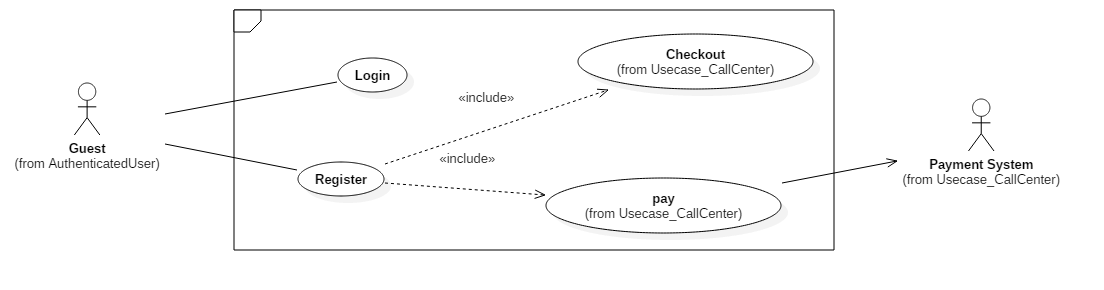 Checkout
(from Usecase_CallCenter)
Login
«include»
Guest
(from AuthenticatedUser)
«include»
Payment System
(from Usecase_CallCenter)
Register
pay
(from Usecase_CallCenter)